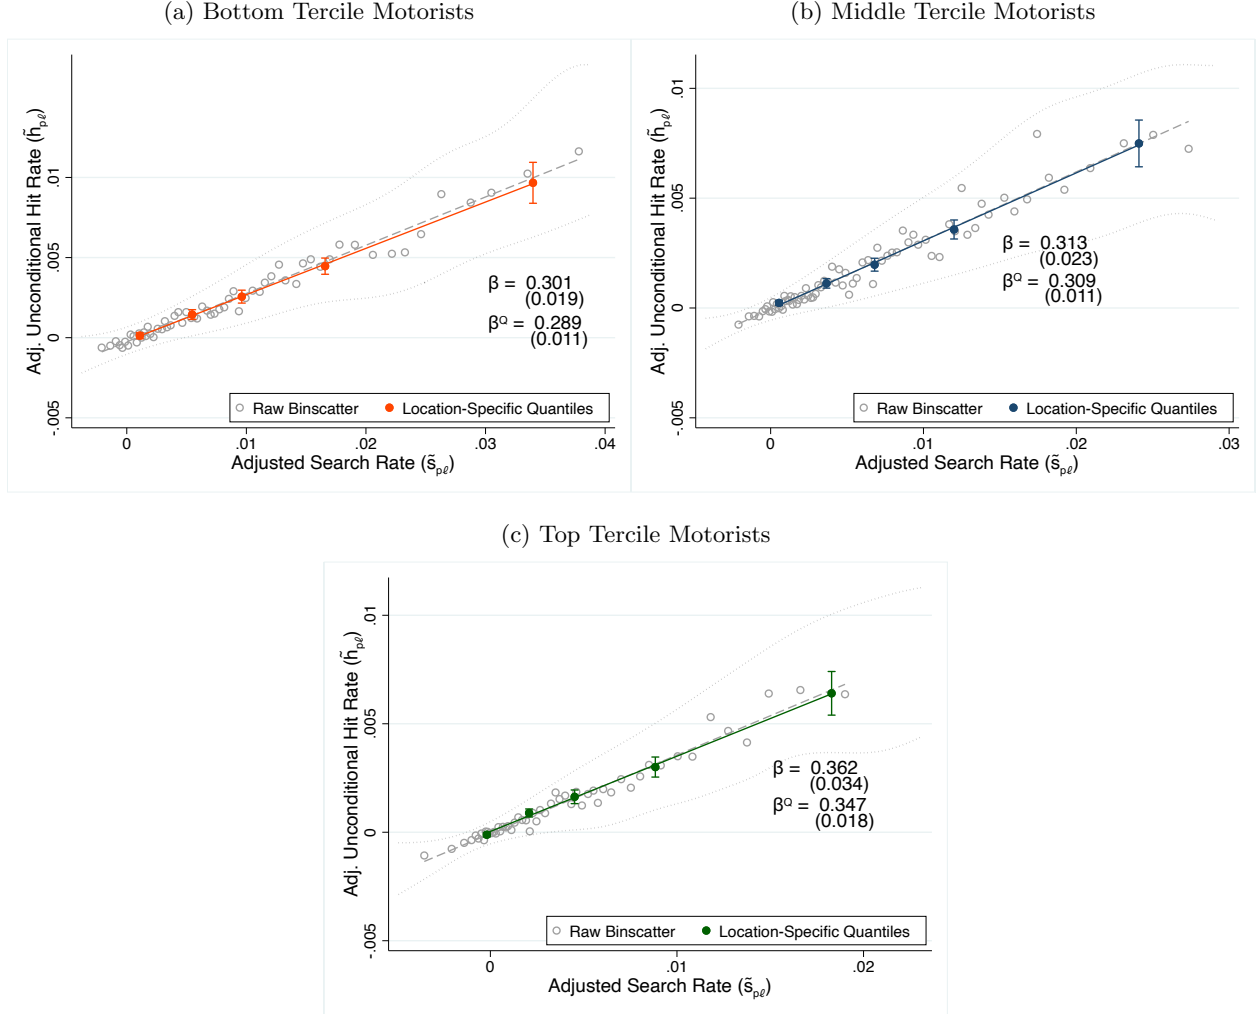 (a) Bottom Tercile Motorists
Adj. Unconditional Hit Rate (h̃pℓ)
.01
.005
0
-.005
β = 0.301
(0.019)
βQ = 0.289
(0.011)
Raw Binscatter
Location-Specific Quantiles
0 .01 .02 .03 .04
Adjusted Search Rate (s̃pℓ)
(b) Middle Tercile Motorists
Adj. Unconditional Hit Rate (h̃pℓ)
.01
.005
0
-.005
β = 0.313
(0.023)
βQ = 0.309
(0.011)
Raw Binscatter
Location-Specific Quantiles
0 .01 .02 .03
Adjusted Search Rate (s̃pℓ)
(c) Top Tercile Motorists
Adj. Unconditional Hit Rate (h̃pℓ)
.01
.005
0
-.005
β = 0.362
(0.034)
βQ = 0.347
(0.018)
Raw Binscatter
Location-Specific Quantiles
0 .01 .02
Adjusted Search Rate (s̃pℓ)